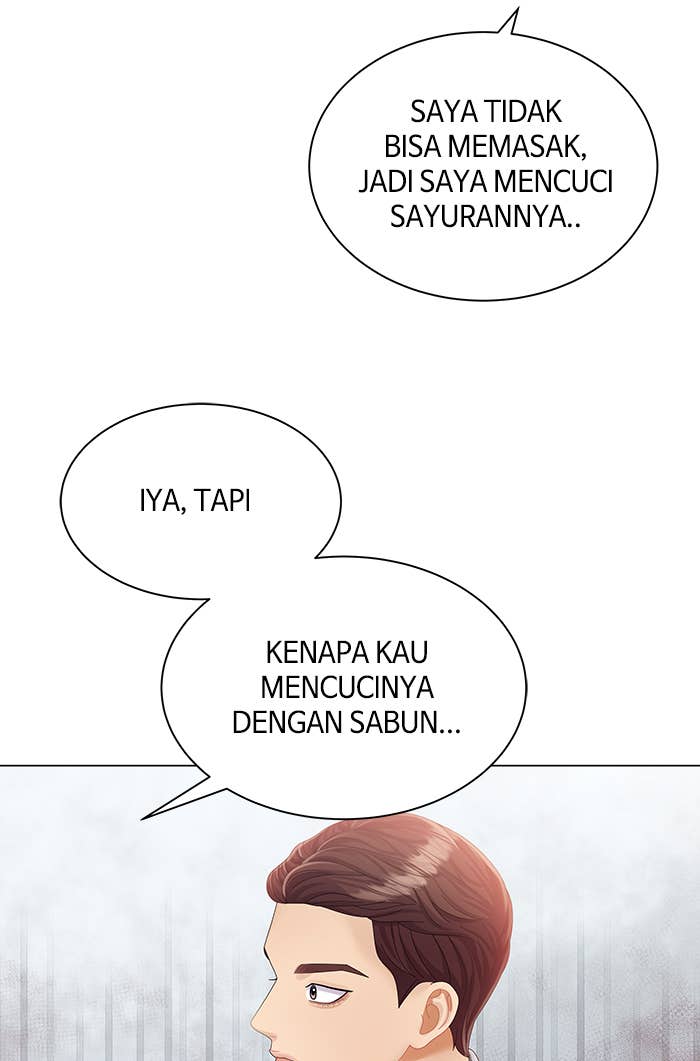 SAYA TIDAK
BISA MEMASAK,
JADI SAYA MENCUCI
SAYURANNYA..
IYA, TAPI
KENAPA KAU
MENCUCINYA
DENGAN SABUN...